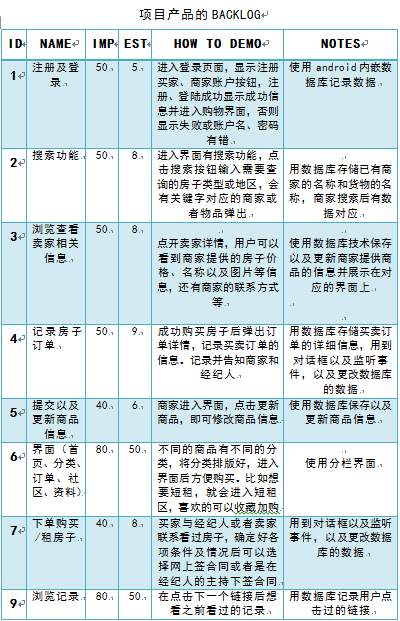 项目产品的BACKLOG
ID NAME IMP EST HOW TO DEMO NOTES
1 注册及登录 50. 5. 进入登录页面，显示注册买家、商家账户按钮，注册、登陆成功显示成功信息并进入购物界面，否则显示失败或账户名、密码有错. 使用 android 内嵌数据库记录数据.
2 搜索功能 50. 8. 进入界面有搜索功能，点击搜索按钮输入需要查询的房子类型或地区，会有关键字对应的商家或者物品弹出. 用数据库存储已有商家的名称和货物的名称，商家搜索后有数据对应.
3 浏览查看卖家相关信息. 50. 8. 点开卖家详情，用户可以看到商家提供的房子价格、名称以及图片等信息，还有商家的联系方式等. 使用数据库技术保存以及更新商家提供商品的信息并展示在对应的界面上.
4 记录房子订单. 50. 9. 成功购买房子后弹出订单详情，记录买卖订单的信息。记录并告知商家和经纪人. 用数据库存储买卖订单的详细信息，用到对话框以及监听事件，以及更改数据库的数据.
5 提交以及更新商品信息. 40. 6. 商家进入界面，点击更新商品，即可修改商品信息. 使用数据库保存以及更新商品信息.
6 界面（首页、分类、订单、社区、资料）. 80. 50. 不同的商品有不同的分类，将分类排版好，进入界面后方便购买。比如想要短租，就会进入短租区，喜欢的可以收藏加购 使用分栏界面.
7 下单购买/租房子. 40. 8. 买家与经纪人或者卖家联系看过房子，确定好各项条件及情况后可以选择网上签合同或者是在经纪人的主持下签合同. 用到对话框以及监听事件，以及更改数据库的数据.
9 浏览记录. 80. 50. 在点击下一个链接后想看之前看过的记录. 用数据库记录用户点击过的链接.